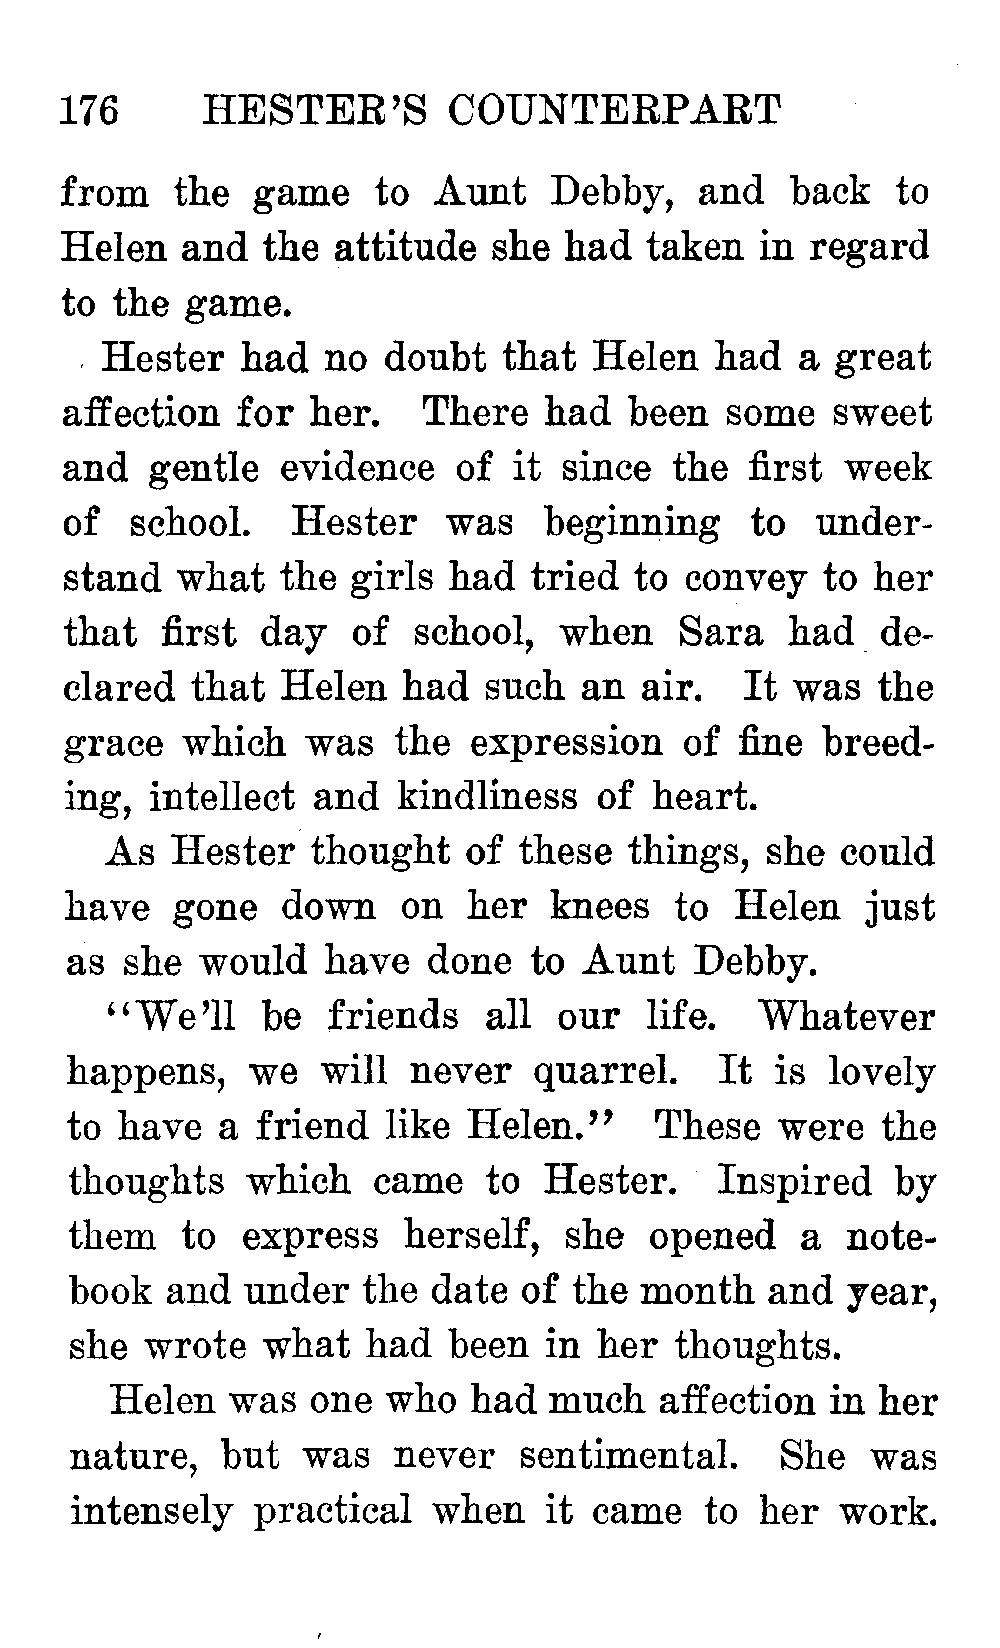 176 HESTER'S COUNTERPART
from the game to Aunt Debby, and back to
Helen and the attitude she had taken in regard
to the game.
Hester had no doubt that Helen had a great
affection for her. There had been some sweet
and gentle evidence of it since the first week
of school. Hester was beginning to under-
stand what the girls had tried to convey to her
that first day of school, when Sara had de-
clared that Helen had such an air. It was the
grace which was the expression of fine breed-
ing, intellect and kindliness of heart.
As Hester thought of these things, she could
have gone down on her knees to Helen just
as she would have done to Aunt Debby.
"We'll be friends all our life. Whatever
happens, we will never quarrel. It is lovely
to have a friend like Helen." These were the
thoughts which came to Hester. Inspired by
them to express herself, she opened a note-
book and under the date of the month and year,
she wrote what had been in her thoughts.
Helen was one who had much affection in her
nature, but was never sentimental. She was
intensely practical when it came to her work.